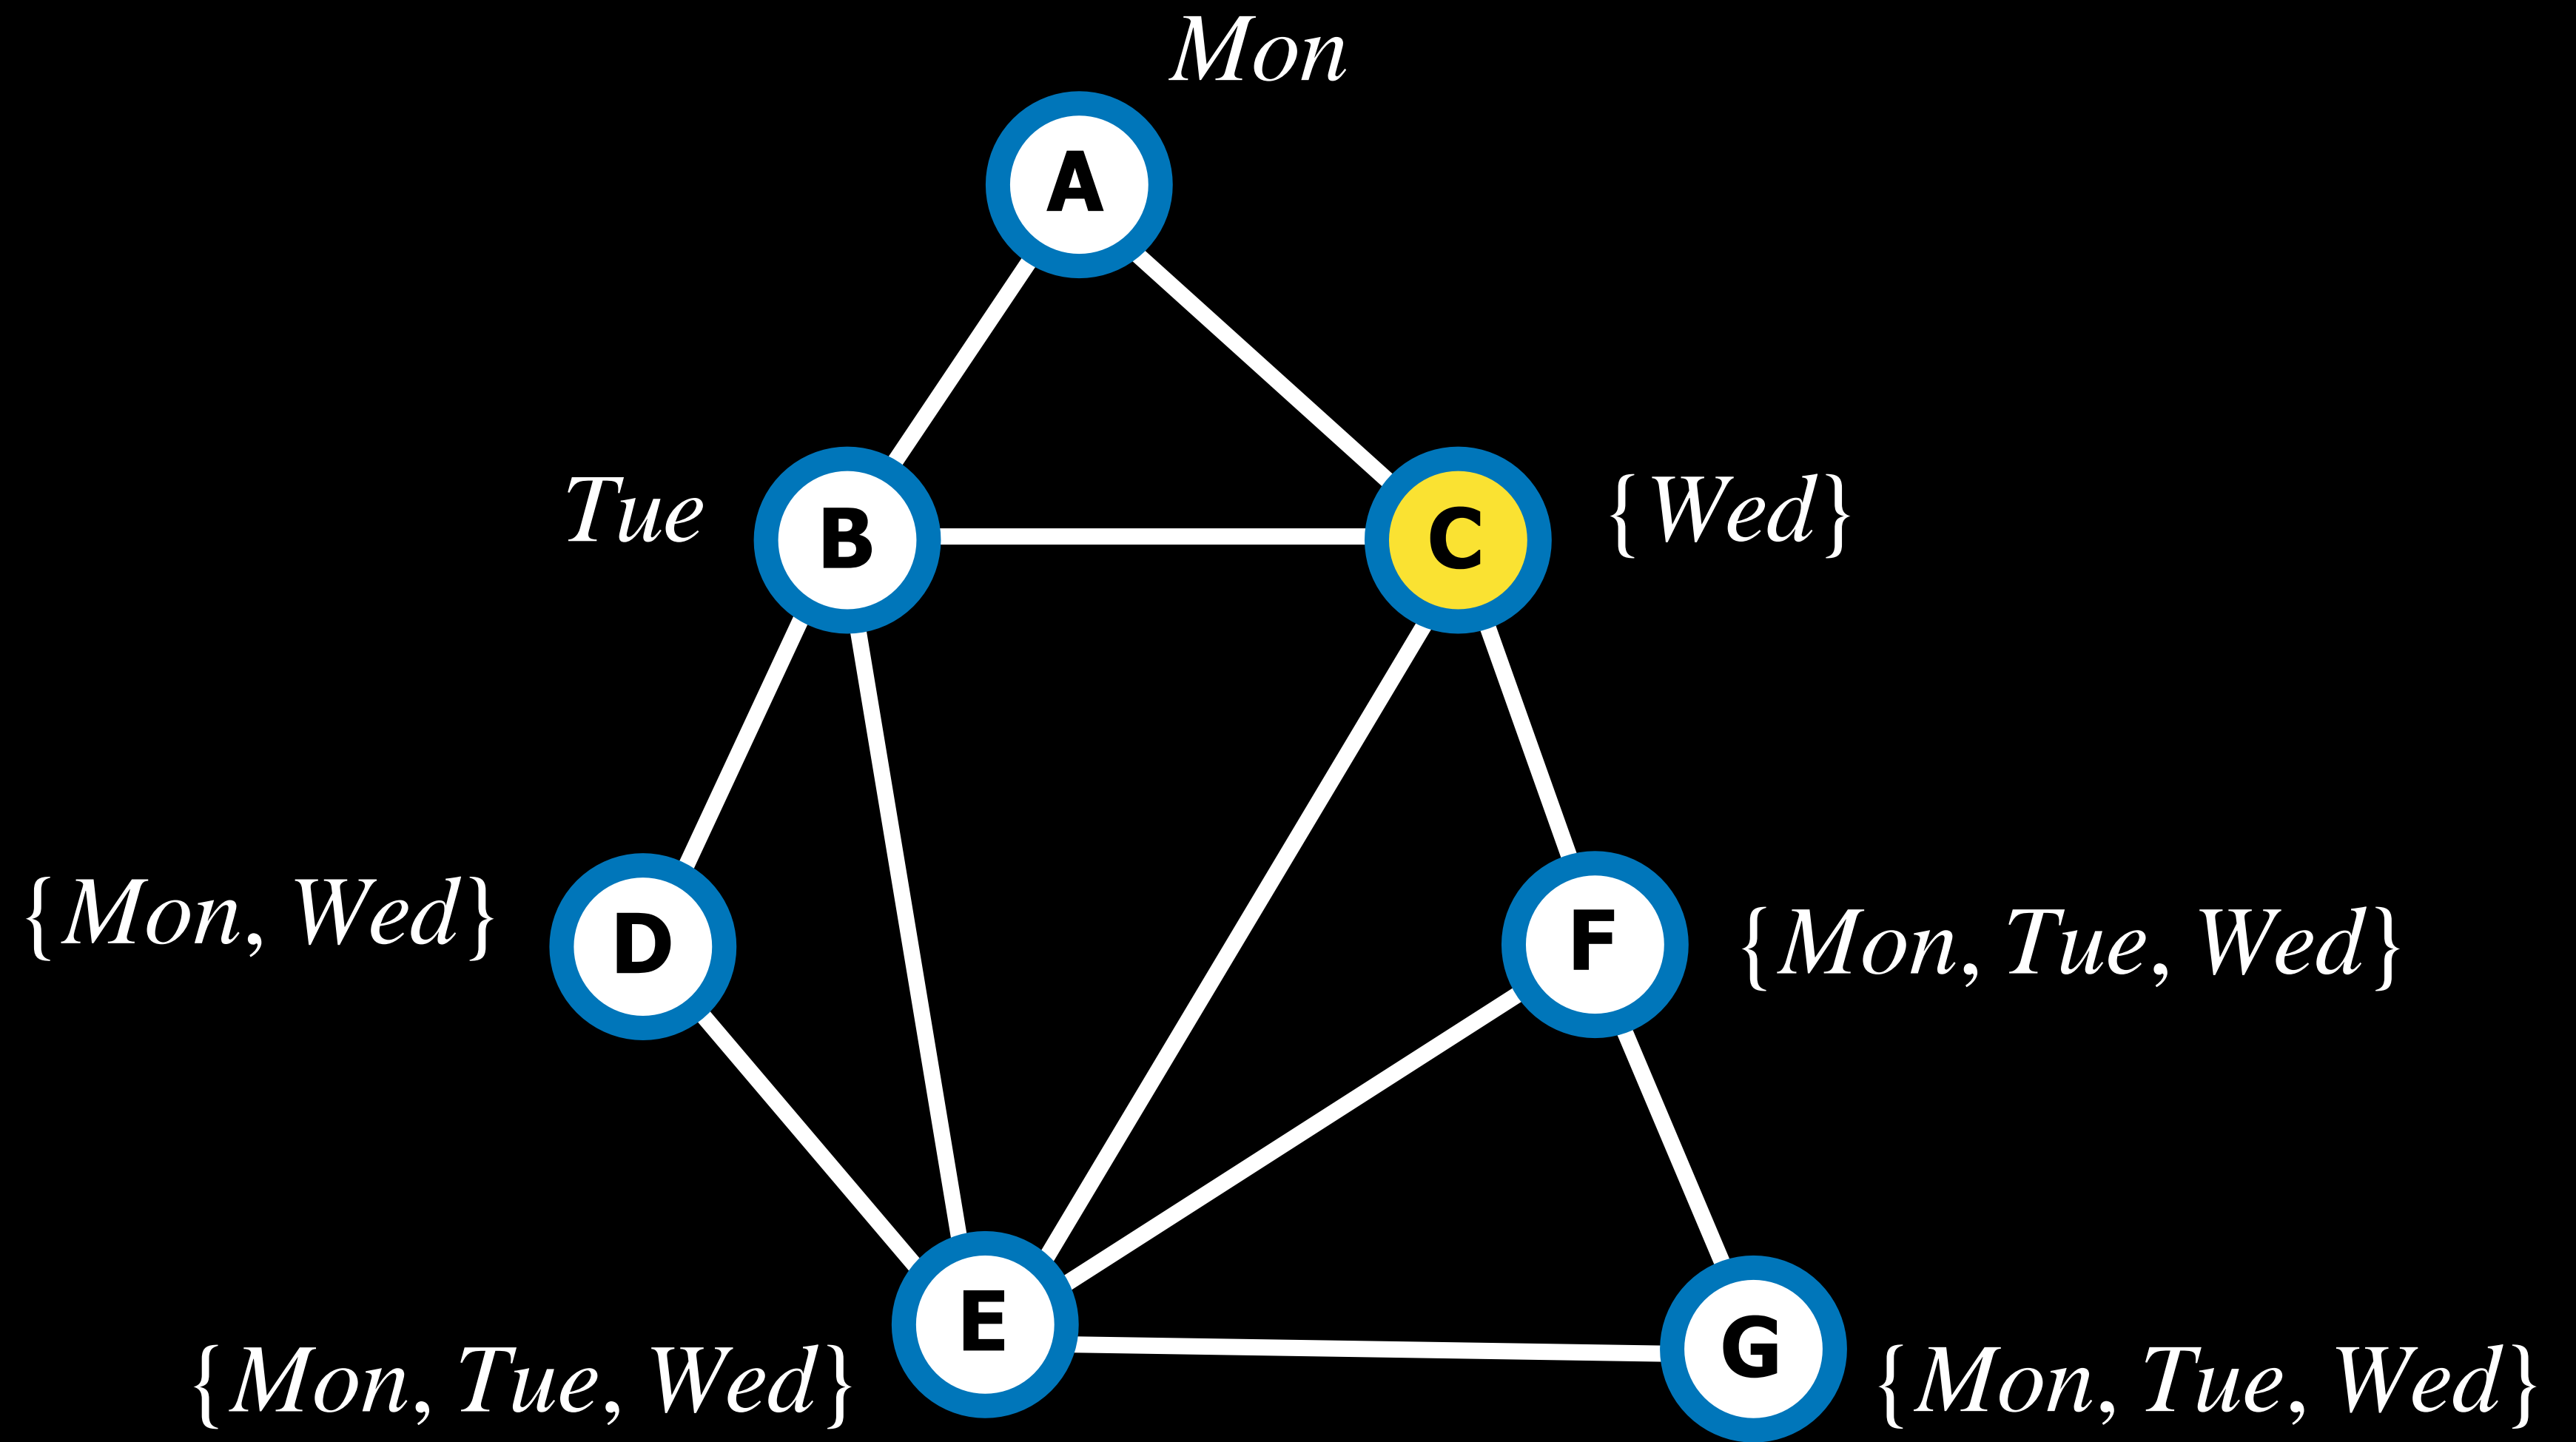 Mon
A
Tue
B
C
{Wed}
{Mon, Wed}
D
F
{Mon, Tue, Wed}
E
G
{Mon, Tue, Wed}
{Mon, Tue, Wed}